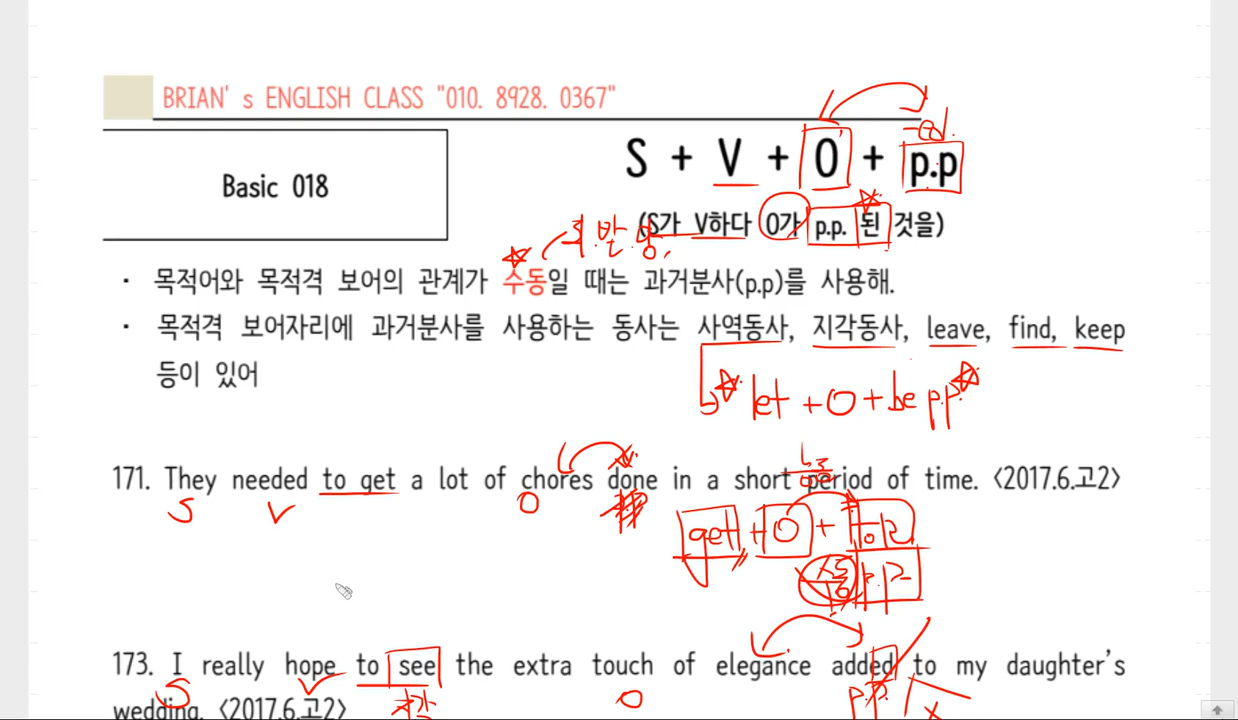 BRIAN' s ENGLISH CLASS "010. 8928. 0367"
-ed.
S + V + O + p.p
Basic 018
(S가 V하다 O가 p.p. 된 것을)
· 목적어와 목적격 보어의 관계가 수동일 때는 과거분사(p.p)를 사용해.
· 목적격 보어자리에 과거분사를 사용하는 동사는 사역동사, 지각동사, leave, find, keep
등이 있어
let + O + be p.p
171. They needed to get a lot of chores done in a short period of time. <2017.6.고2>
S V O
get + O +
p.p
173. I really hope to see the extra touch of elegance added to my daughter's
S V 지각 O p.p. X
wedding. <2017.6.고2>